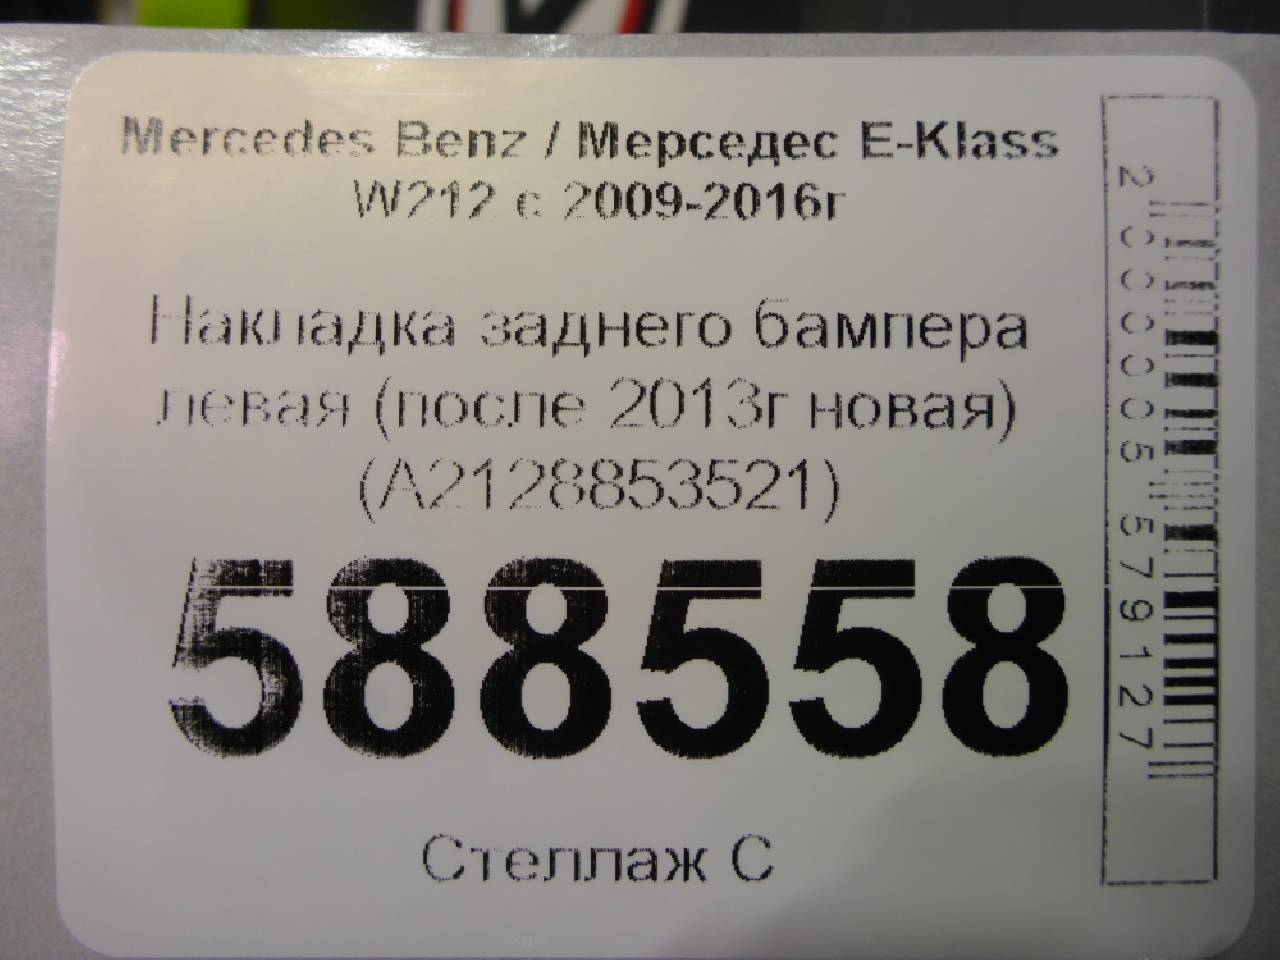 Mercedes Benz / Мерседес E-Klass
W212 с 2009-2016г
Накладка заднего бампера
левая (после 2013г новая)
(A2128853521)
588558
Стеллаж С
2000005579127